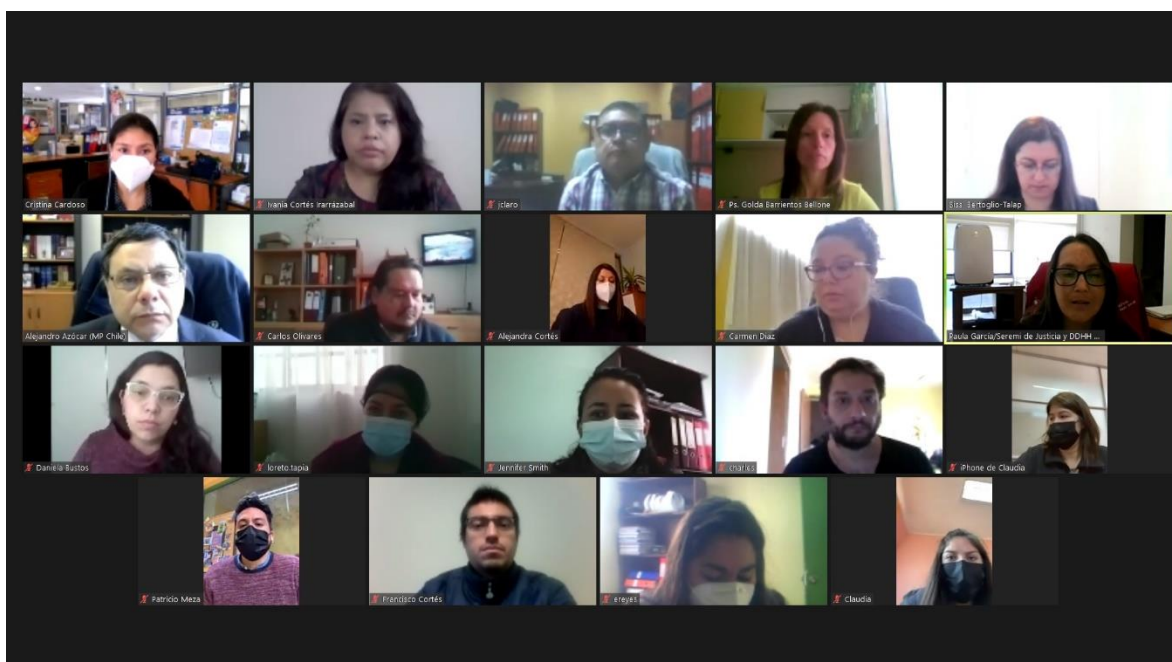 Cristina Cardoso
Ivania Cortés Irarrázabal
jclaro
Ps. Golda Barrientos Bellone
Siss. Bertoglio-Talap
Alejandro Azócar (MP Chile)
Carlos Olivares
Alejandra Cortés
Carmen Diaz
Paula García/Seremi de Justicia y DDHH ...
Daniela Bustos
loreto.tapia
Jennifer Smith
charles
iPhone de Claudia
Patricio Meza
Francisco Cortés
ereyes
Claudia